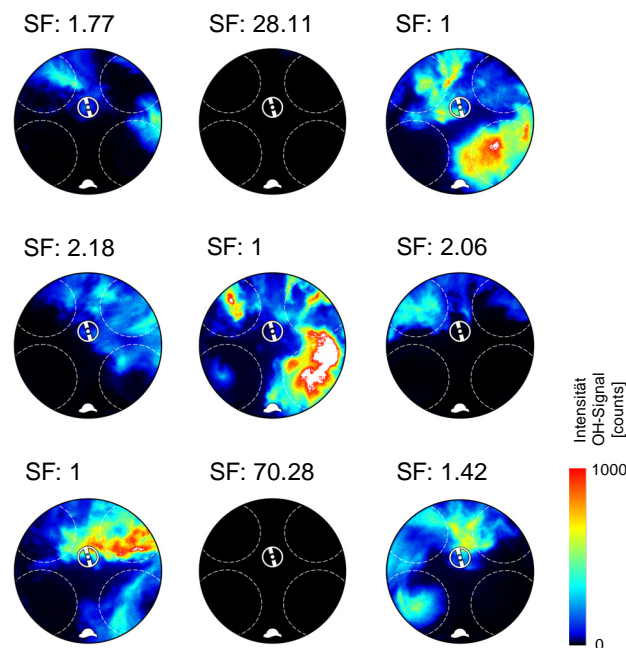 SF: 1.77
SF: 28.11
SF: 1
SF: 2.18
SF: 1
SF: 2.06
Intensität
OH-Signal
[counts]
SF: 1
SF: 70.28
SF: 1.42
1000
0